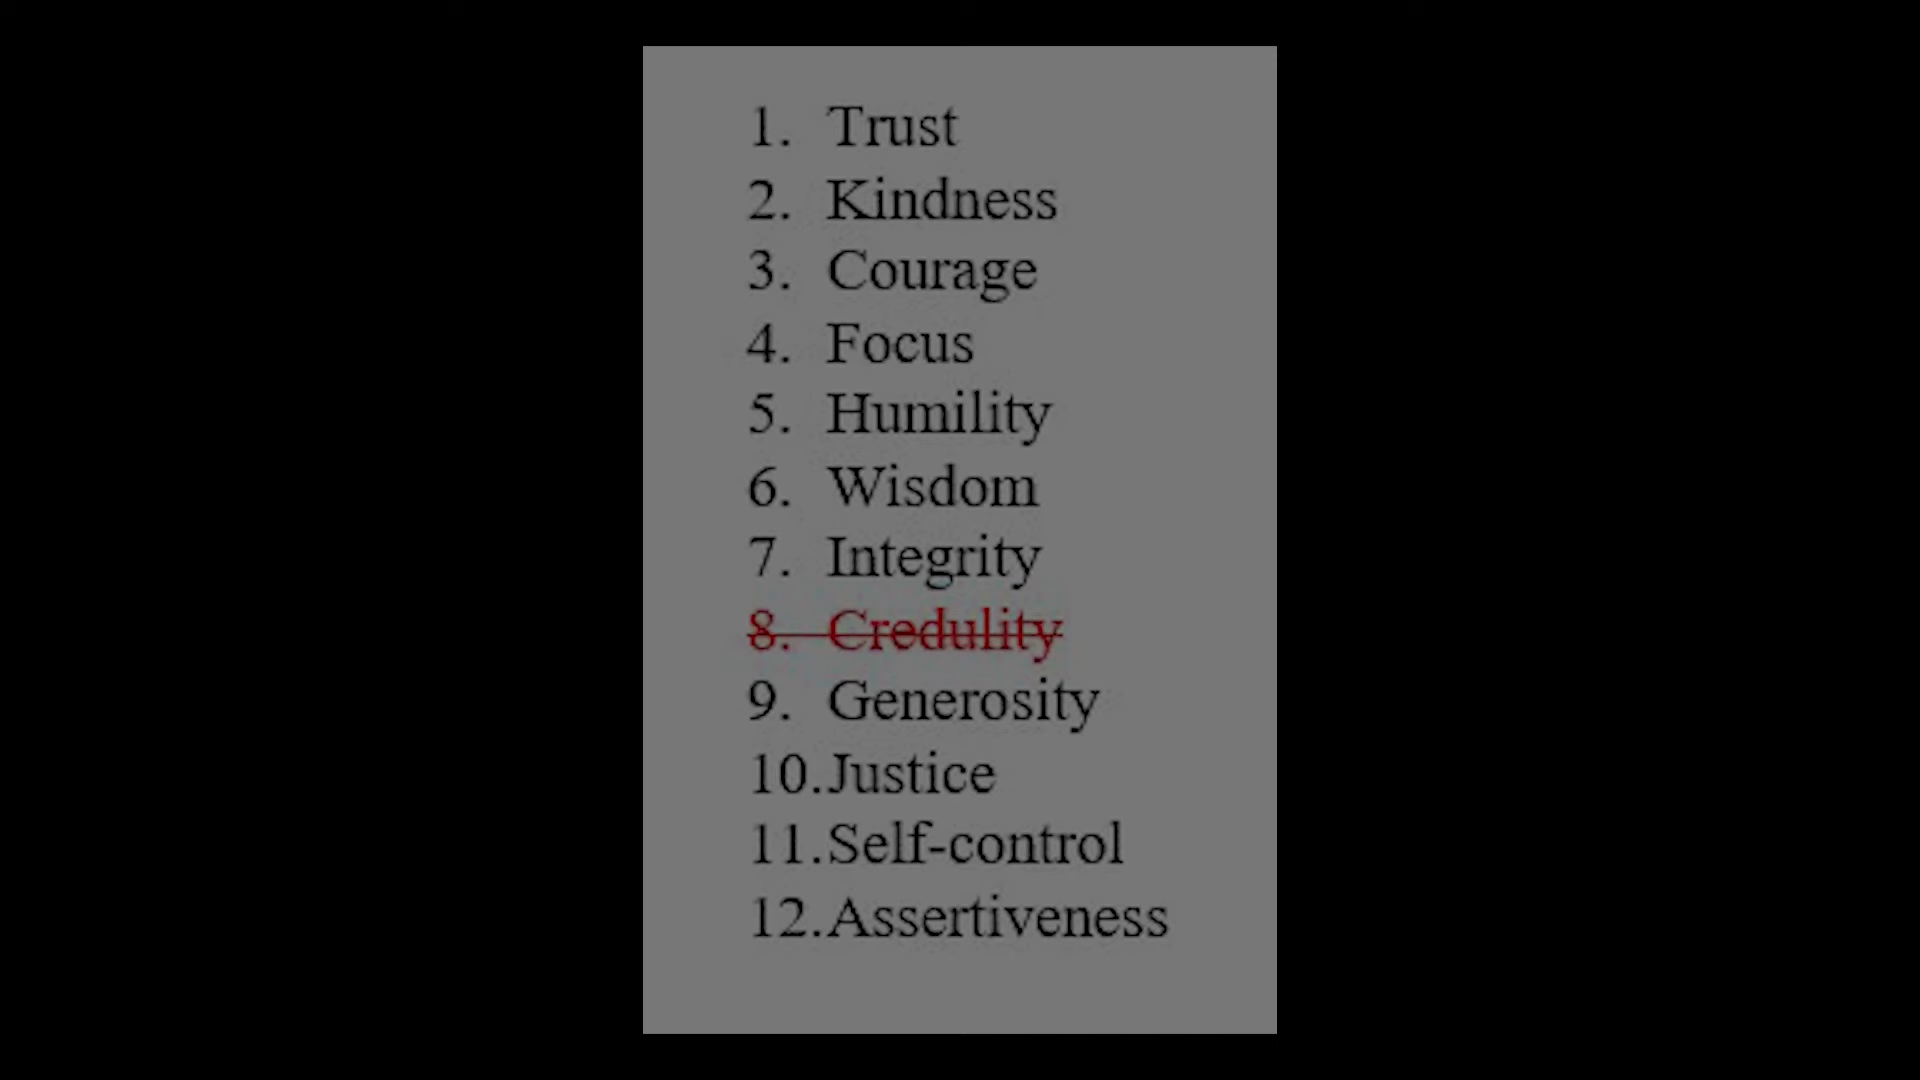 1. Trust
2. Kindness
3. Courage
4. Focus
5. Humility
6. Wisdom
7. Integrity
8. Credulity
9. Generosity
10. Justice
11. Self-control
12. Assertiveness